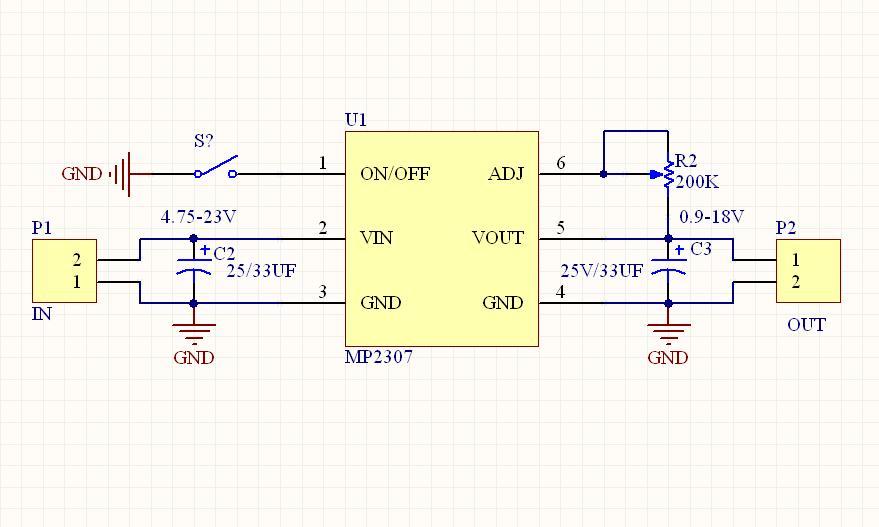 U1
S?
GND
1
ON/OFF
ADJ
6
R2
200K
P1
4.75-23V
2
VIN
VOUT
5
0.9-18V
P2
2
1
C2
25/33UF
25V/33UF
C3
1
2
3
GND
GND
4
IN
OUT
GND
MP2307
GND